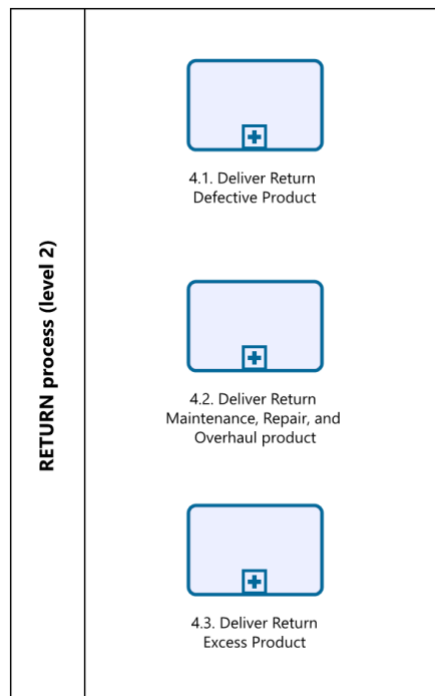 RETURN process (level 2)
4.1. Deliver Return
Defective Product
4.2. Deliver Return
Maintenance, Repair, and
Overhaul product
4.3. Deliver Return
Excess Product